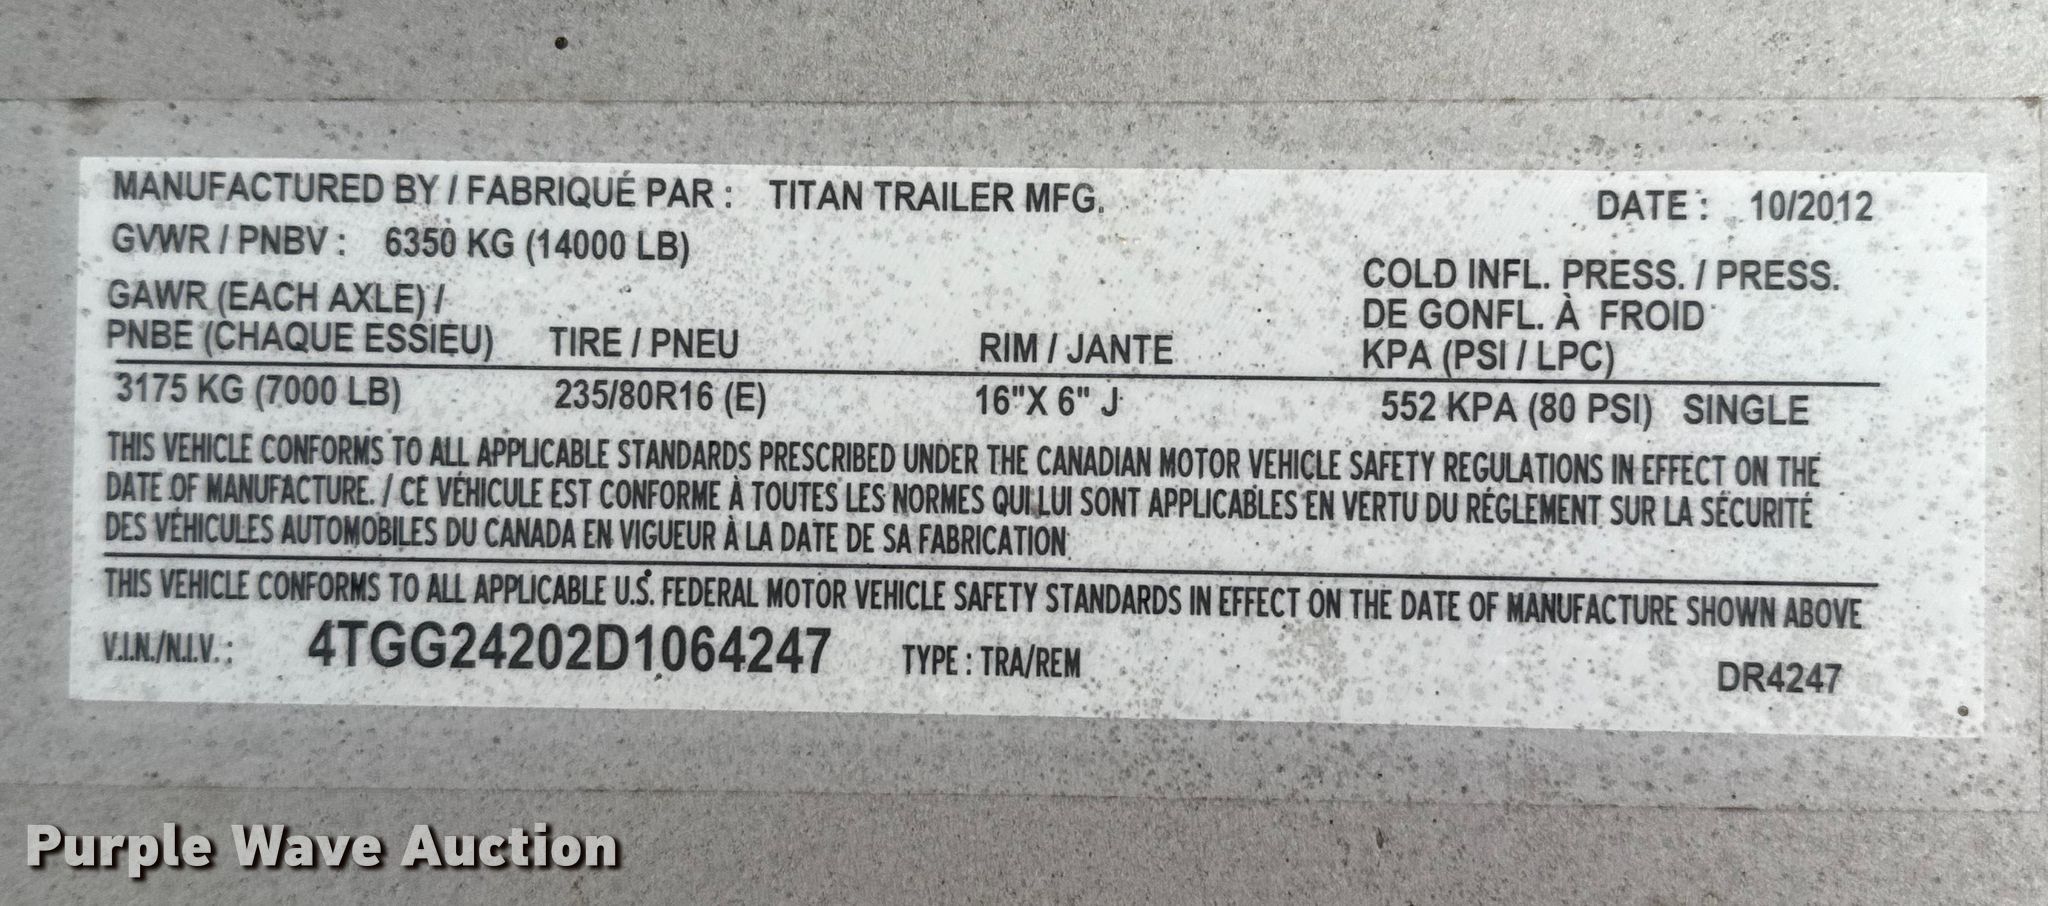 MANUFACTURED BY / FABRIQUÉ PAR : TITAN TRAILER MFG. DATE : 10/2012
GVWR / PNBV : 6350 KG (14000 LB)
GAWR (EACH AXLE) /
PNBE (CHAQUE ESSIEU) TIRE / PNEU RIM / JANTE
COLD INFL. PRESS. / PRESS.
DE GONFL. À FROID
KPA (PSI / LPC)
3175 KG (7000 LB) 235/80R16 (E) 16"X 6" J 552 KPA (80 PSI) SINGLE
THIS VEHICLE CONFORMS TO ALL APPLICABLE STANDARDS PRESCRIBED UNDER THE CANADIAN MOTOR VEHICLE SAFETY REGULATIONS IN EFFECT ON THE
DATE OF MANUFACTURE. / CE VÉHICULE EST CONFORME À TOUTES LES NORMES QUI LUI SONT APPLICABLES EN VERTU DU RÉGLEMENT SUR LA SÉCURITÉ
DES VÉHICULES AUTOMOBILES DU CANADA EN VIGUEUR À LA DATE DE SA FABRICATION
THIS VEHICLE CONFORMS TO ALL APPLICABLE U.S. FEDERAL MOTOR VEHICLE SAFETY STANDARDS IN EFFECT ON THE DATE OF MANUFACTURE SHOWN ABOVE
V.I.N./N.I.V. : 4TGG24202D1064247 TYPE : TRA/REM DR4247
Purple Wave Auction